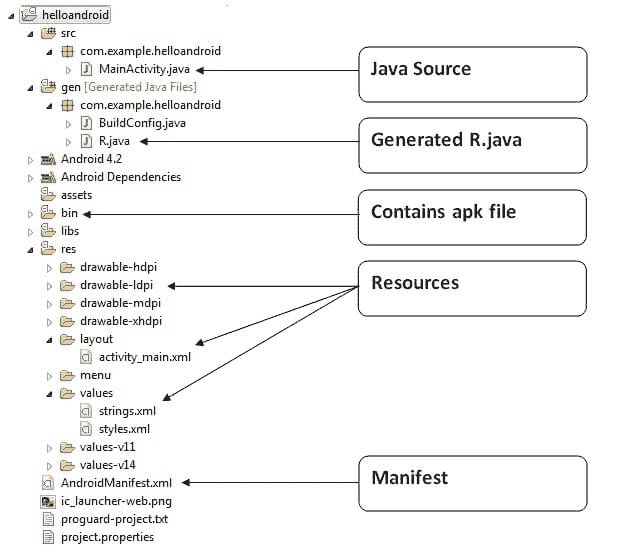 helloandroid
src
com.example.helloandroid
MainActivity.java
Java Source
gen [Generated Java Files]
com.example.helloandroid
BuildConfig.java
R.java
Generated R.java
Android 4.2
Android Dependencies
assets
bin
Contains apk file
libs
res
drawable-hdpi
drawable-ldpi
Resources
drawable-mdpi
drawable-xhdpi
layout
activity_main.xml
menu
values
strings.xml
styles.xml
values-v11
values-v14
AndroidManifest.xml
Manifest
ic_launcher-web.png
proguard-project.txt
project.properties